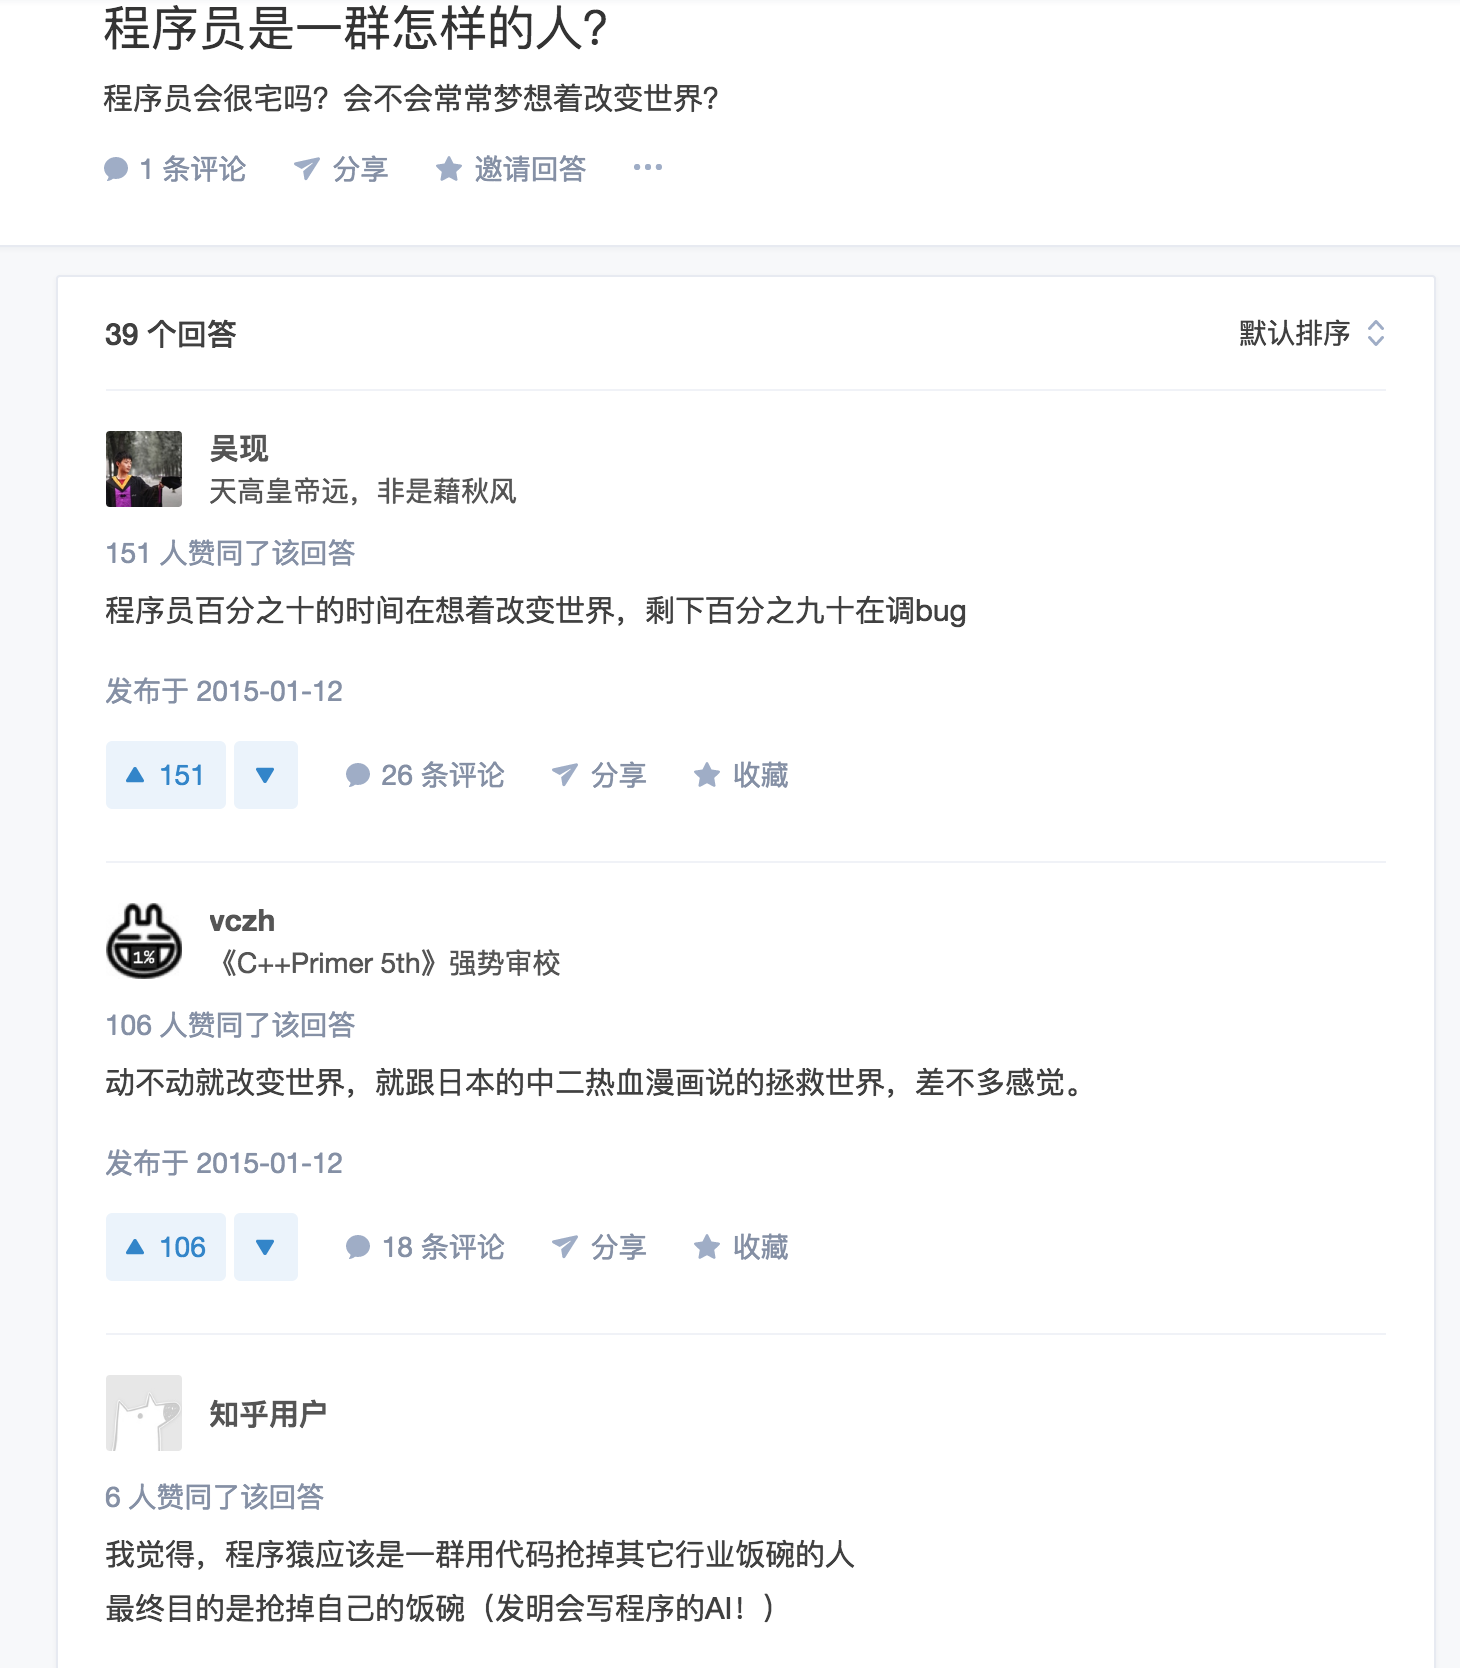 程序员是一群怎样的人？
程序员会很宅吗？会不会常常梦想着改变世界？
1 条评论 分享 邀请回答 ···
39 个回答 默认排序
吴现
天高皇帝远，非是藉秋风
151 人赞同了该回答
程序员百分之十的时间在想着改变世界，剩下百分之九十在调bug
发布于 2015-01-12
151 26 条评论 分享 收藏
1%
vczh
《C++Primer 5th》强势审校
106 人赞同了该回答
动不动就改变世界，就跟日本的中二热血漫画说的拯救世界，差不多感觉。
发布于 2015-01-12
106 18 条评论 分享 收藏
知乎用户
6 人赞同了该回答
我觉得，程序猿应该是一群用代码抢掉其它行业饭碗的人
最终目的是抢掉自己的饭碗（发明会写程序的AI！）